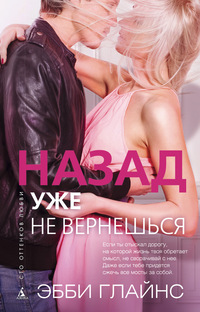 НАЗАД
УЖЕ
НЕ ВЕРНЕШЬСЯ
Если ты отыскал дорогу,
на которой жизнь твоя обретает
смысл, не сворачивай с нее.
Даже если тебе придется
сжечь все мосты за собой.
СТО ОТТЕНКОВ ЛЮБВИ
ЭББИ ГЛАЙНС